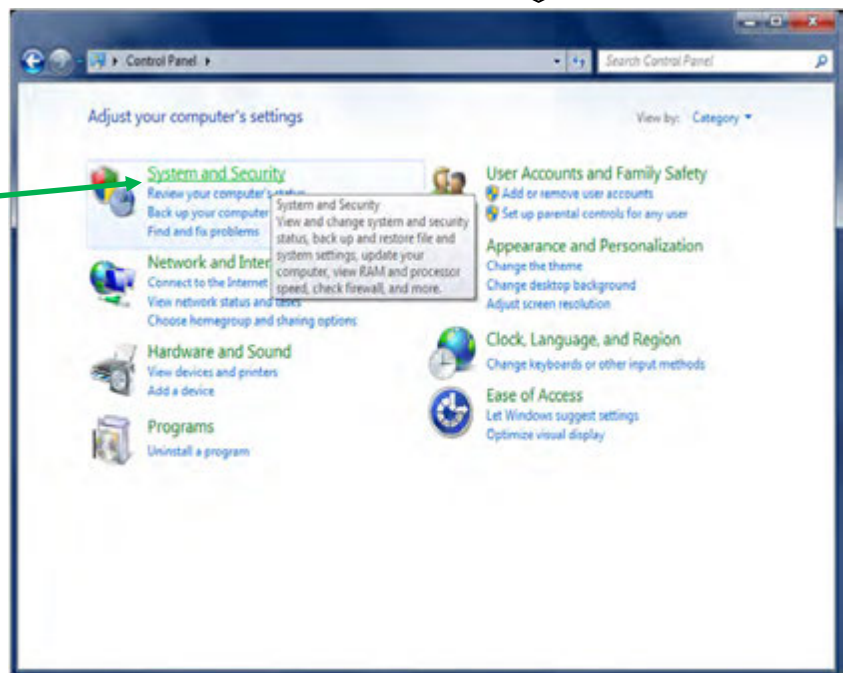 Control Panel
Search Control Panel
Adjust your computer's settings
View by: Category
System and Security
Review your computer's status
Back up your computer
Find and fix problems
System and Security
View and change system and security
status, back up and restore file and
system settings, update your
computer, view RAM and processor
speed, check firewall, and more.
Network and Inter
Connect to the Internet
View network status and tasks
Choose homegroup and sharing options
Hardware and Sound
View devices and printers
Add a device
Programs
Uninstall a program
User Accounts and Family Safety
Add or remove user accounts
Set up parental controls for any user
Appearance and Personalization
Change the theme
Change desktop background
Adjust screen resolution
Clock, Language, and Region
Change keyboards or other input methods
Ease of Access
Let Windows suggest settings
Optimize visual display